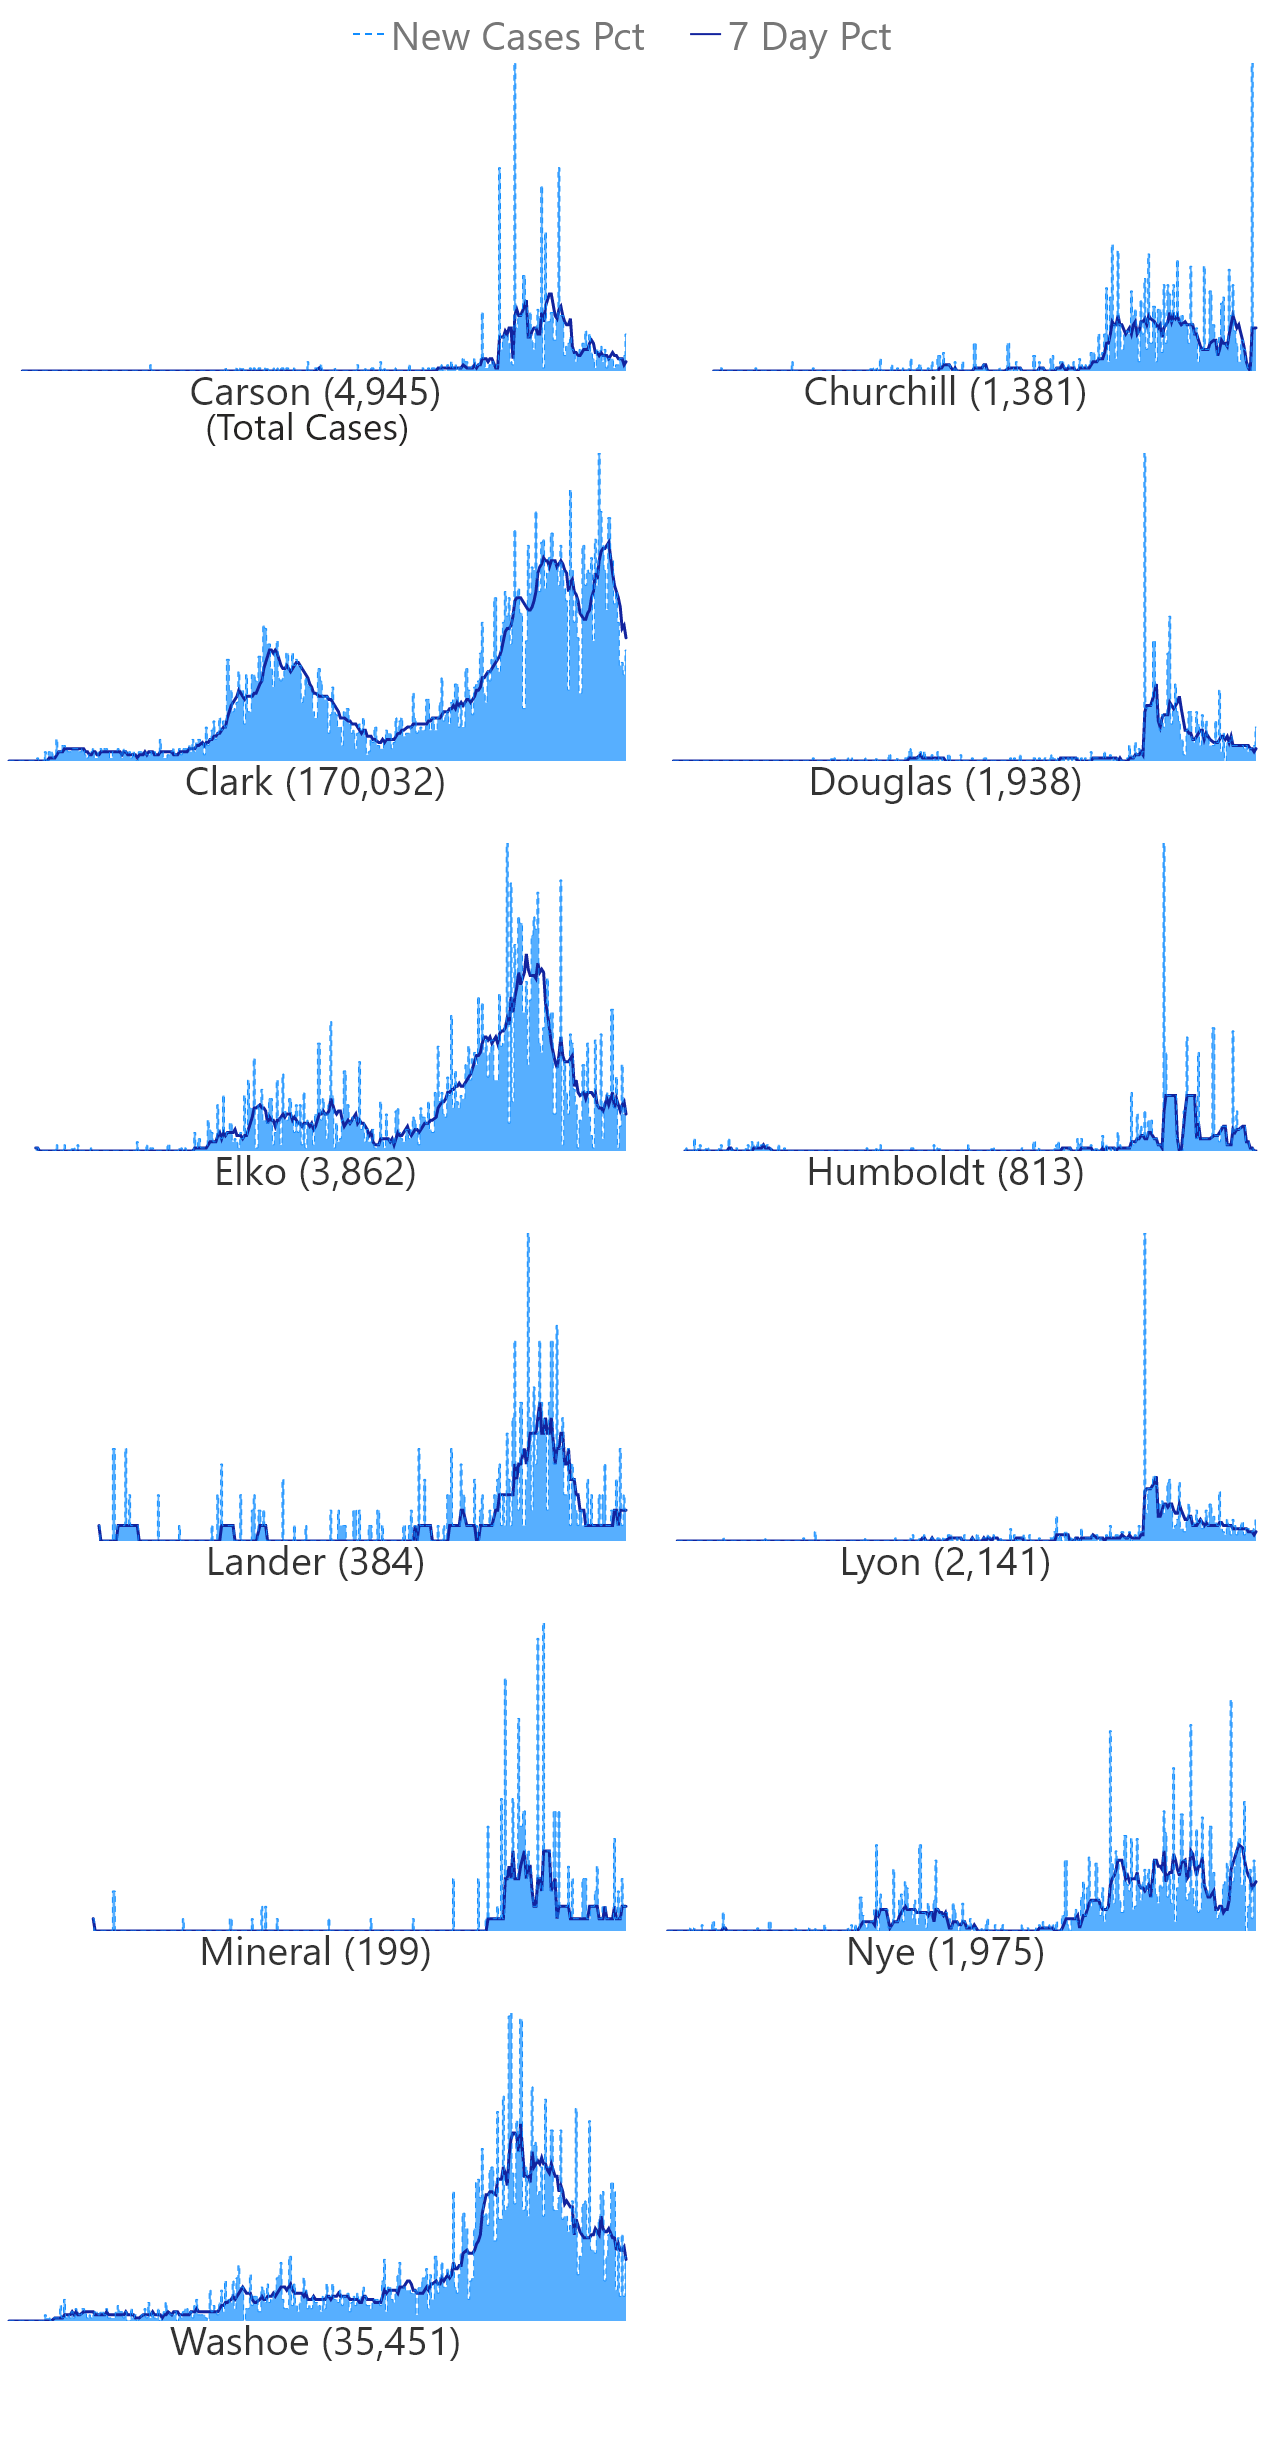 New Cases Pct 7 Day Pct
Carson (4,945) Churchill (1,381)
(Total Cases)
Clark (170,032) Douglas (1,938)
Elko (3,862) Humboldt (813)
Lander (384) Lyon (2,141)
Mineral (199) Nye (1,975)
Washoe (35,451)